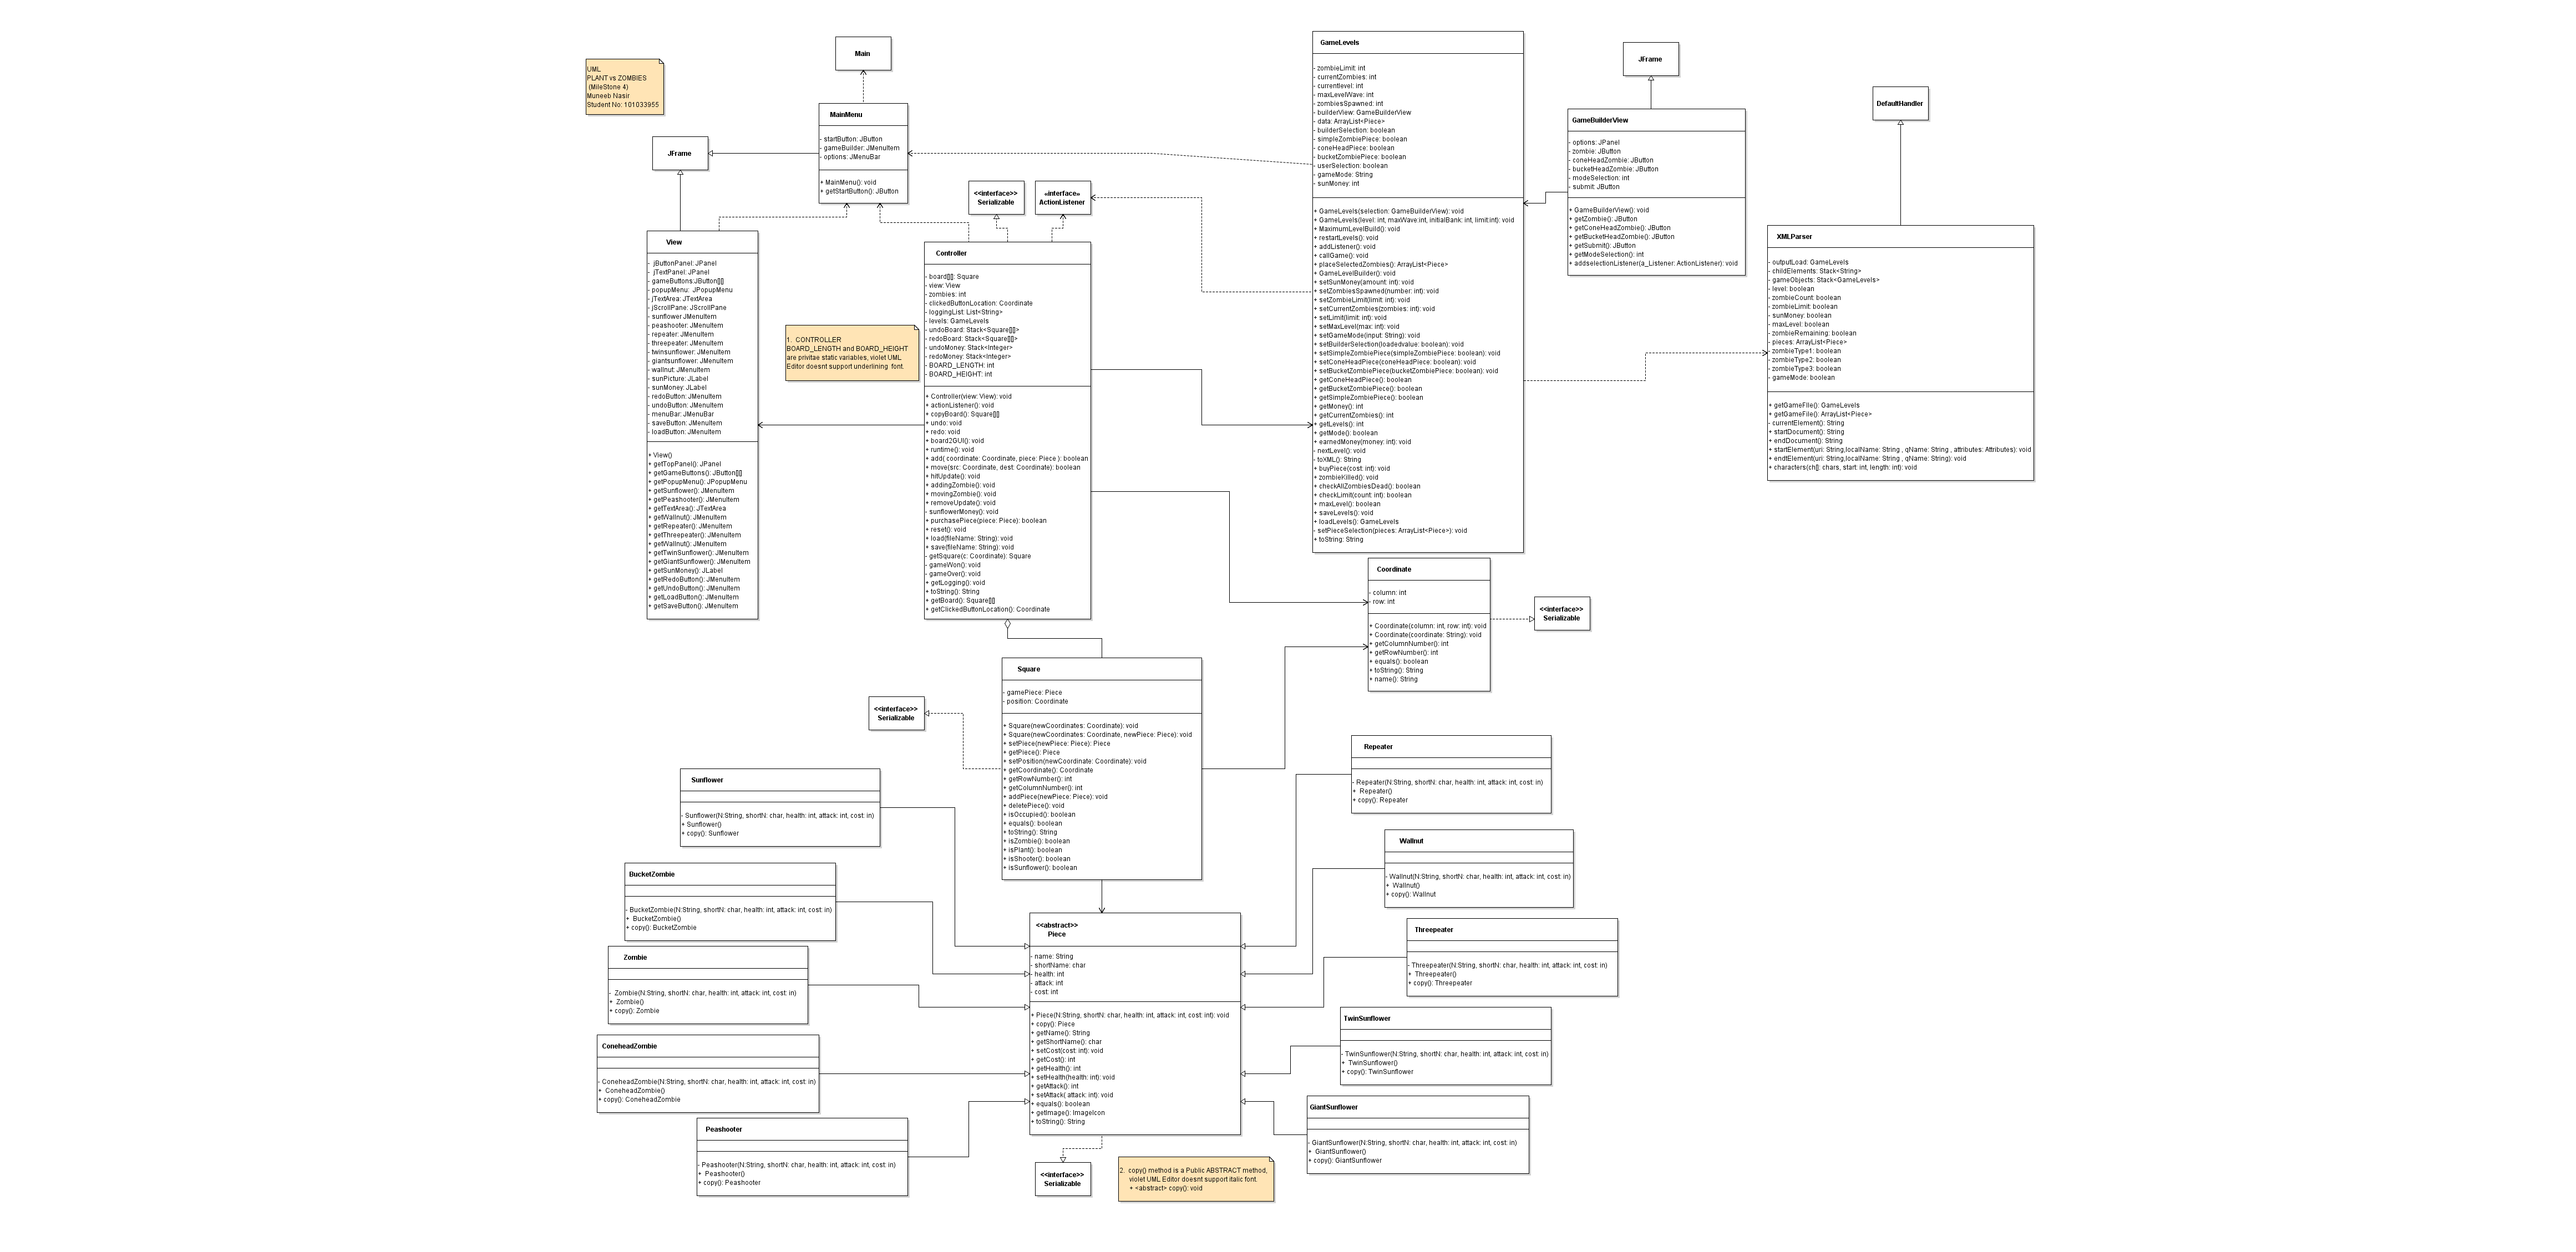 UML
PLANT vs ZOMBIES
(MileStone 4)
Muneeb Nasir
Student No: 101033955
Main
MainMenu
- startButton: JButton
- gameBuilder: JMenuItem
- options: JMenuBar
+ MainMenu(): void
+ getStartButton(): JButton
JFrame
<<interface>>
Serializable
«interface»
ActionListener
View
- jButtonPanel: JPanel
- jTextPanel: JPanel
- gameButtons:JButton[][]
- popupMenu: JPopupMenu
- jTextArea: JTextArea
- jScrollPane: JScrollPane
- sunflower JMenuItem
- peashooter: JMenuItem
- repeater: JMenuItem
- threepeater: JMenuItem
- twinsunflower: JMenuItem
- giantsunflower: JMenuItem
- wallnut: JMenuItem
- sunPicture: JLabel
- sunMoney: JLabel
- redoButton: JMenuItem
- undoButton: JMenuItem
- menuBar: JMenuBar
- saveButton: JMenuItem
- loadButton: JMenuItem
+ View()
+ getTopPanel(): JPanel
+ getGameButtons(): JButton[][]
+ getPopupMenu(): JPopupMenu
+ getSunflower(): JMenuItem
+ getPeashooter(): JMenuItem
+ getTextArea(): JTextArea
+ getWallnut(): JMenuItem
+ getRepeater(): JMenuItem
+ getThreepeater(): JMenuItem
+ getWallnut(): JMenuItem
+ getTwinSunflower(): JMenuItem
+ getGiantSunflower(): JMenuItem
+ getSunMoney(): JLabel
+ getRedoButton(): JMenuItem
+ getUndoButton(): JMenuItem
+ getLoadButton(): JMenuItem
+ getSaveButton(): JMenuItem
1. CONTROLLER
BOARD_LENGTH and BOARD_HEIGHT
are privitae static variables, violet UML
Editor doesnt support underlining font.
Controller
- board[][]: Square
- view: View
- zombies: int
- clickedButtonLocation: Coordinate
- loggingList: List<String>
- levels: GameLevels
- undoBoard: Stack<Square[][]>
- redoBoard: Stack<Square[][]>
- undoMoney: Stack<Integer>
- redoMoney: Stack<Integer>
- BOARD_LENGTH: int
- BOARD_HEIGHT: int
+ Controller(view: View): void
+ actionListener(): void
+ copyBoard(): Square[][]
+ undo: void
+ redo: void
+ board2GUI(): void
+ runtime(): void
+ add( coordinate: Coordinate, piece: Piece ): boolean
+ move(src: Coordinate, dest: Coordinate): boolean
+ hitUpdate(): void
+ addingZombie(): void
+ movingZombie(): void
+ removeUpdate(): void
- sunflowerMoney(): void
+ purchasePiece(piece: Piece): boolean
+ reset(): void
+ load(fileName: String): void
+ save(fileName: String): void
- getSquare(c: Coordinate): Square
- gameWon(): void
- gameOver(): void
+ getLogging(): void
+ toString(): String
+ getBoard(): Square[][]
+ getClickedButtonLocation(): Coordinate
GameLevels
- zombieLimit: int
- currentZombies: int
- currentlevel: int
- maxLevelWave: int
- zombiesSpawned: int
- builderView: GameBuilderView
- data: ArrayList<Piece>
- builderSelection: boolean
- simpleZombiePiece: boolean
- coneHeadPiece: boolean
- bucketZombiePiece: boolean
- userSelection: boolean
- gameMode: String
- sunMoney: int
+ GameLevels(selection: GameBuilderView): void
+ GameLevels(level: int, maxWave:int, initialBank: int, limit:int): void
+ MaximumLevelBuild(): void
+ restartLevels(): void
+ addListener(): void
+ callGame(): void
+ placeSelectedZombies(): ArrayList<Piece>
+ GameLevelBuilder(): void
+ setSunMoney(amount: int): void
+ setZombiesSpawned(number: int): void
+ setZombieLimit(limit: int): void
+ setCurrentZombies(zombies: int): void
+ setLimit(limit: int): void
+ setMaxLevel(max: int): void
+ setGameMode(input: String): void
+ setBuilderSelection(loadedvalue: boolean): void
+ setSimpleZombiePiece(simpleZombiePiece: boolean): void
+ setConeHeadPiece(coneHeadPiece: boolean): void
+ setBucketZombiePiece(bucketZombiePiece: boolean): void
+ getConeHeadPiece(): boolean
+ getBucketZombiePiece(): boolean
+ getSimpleZombiePiece(): boolean
+ getMoney(): int
+ getCurrentZombies(): int
+ getLevels(): int
+ getMode(): boolean
+ earnedMoney(money: int): void
- nextLevel(): void
- toXML(): String
+ buyPiece(cost: int): void
+ zombieKilled(): void
+ checkAllZombiesDead(): boolean
+ checkLimit(count: int): boolean
+ maxLevel(): boolean
+ saveLevels(): void
+ loadLevels(): GameLevels
- setPieceSelection(pieces: ArrayList<Piece>): void
+ toString: String
JFrame
GameBuilderView
- options: JPanel
- zombie: JButton
- coneHeadZombie: JButton
- bucketHeadZombie: JButton
- modeSelection: int
- submit: JButton
+ GameBuilderView(): void
+ getZombie(): JButton
+ getConeHeadZombie(): JButton
+ getBucketHeadZombie(): JButton
+ getSubmit(): JButton
+ getModeSelection(): int
+ addselectionListener(a_Listener: ActionListener): void
DefaultHandler
XMLParser
- outputLoad: GameLevels
- childElements: Stack<String>
- gameObjects: Stack<GameLevels>
- level: boolean
- zombieCount: boolean
- zombieLimit: boolean
- sunMoney: boolean
- maxLevel: boolean
- zombieRemaining: boolean
- pieces: ArrayList<Piece>
- zombieType1: boolean
- zombieType2: boolean
- zombieType3: boolean
- gameMode: boolean
+ getGameFIle(): GameLevels
+ getGameFile(): ArrayList<Piece>
- currentElement(): String
+ startDocument(): String
+ endDocument(): String
+ startElement(uri: String,localName: String , qName: String , attributes: Attributes): void
+ endtElement(uri: String,localName: String , qName: String): void
+ characters(ch[]: chars, start: int, length: int): void
Coordinate
- column: int
- row: int
+ Coordinate(column: int, row: int): void
+ Coordinate(coordinate: String): void
+ getColumnNumber(): int
+ getRowNumber(): int
+ equals(): boolean
+ toString(): String
+ name(): String
<<interface>>
Serializable
Square
- gamePiece: Piece
- position: Coordinate
+ Square(newCoordinates: Coordinate): void
+ Square(newCoordinates: Coordinate, newPiece: Piece): void
+ setPiece(newPiece: Piece): Piece
+ getPiece(): Piece
+ setPosition(newCoordinate: Coordinate): void
+ getCoordinate(): Coordinate
+ getRowNumber(): int
+ getColumnNumber(): int
+ addPiece(newPiece: Piece): void
+ deletePiece(): void
+ isOccupied(): boolean
+ equals(): boolean
+ toString(): String
+ isZombie(): boolean
+ isPlant(): boolean
+ isShooter(): boolean
+ isSunflower(): boolean
<<interface>>
Serializable
Sunflower
- Sunflower(N:String, shortN: char, health: int, attack: int, cost: in)
+ Sunflower()
+ copy(): Sunflower
BucketZombie
- BucketZombie(N:String, shortN: char, health: int, attack: int, cost: in)
+ BucketZombie()
+ copy(): BucketZombie
Zombie
- Zombie(N:String, shortN: char, health: int, attack: int, cost: in)
+ Zombie()
+ copy(): Zombie
ConeheadZombie
- ConeheadZombie(N:String, shortN: char, health: int, attack: int, cost: in)
+ ConeheadZombie()
+ copy(): ConeheadZombie
Peashooter
- Peashooter(N:String, shortN: char, health: int, attack: int, cost: in)
+ Peashooter()
+ copy(): Peashooter
<<abstract>>
Piece
- name: String
- shortName: char
- health: int
- attack: int
- cost: int
+ Piece(N:String, shortN: char, health: int, attack: int, cost: int): void
+ copy(): Piece
+ getName(): String
+ getShortName(): char
+ setCost(cost: int): void
+ getCost(): int
+ getHealth(): int
+ setHealth(health: int): void
+ getAttack(): int
+ setAttack( attack: int): void
+ equals(): boolean
+ getImage(): ImageIcon
+ toString(): String
<<interface>>
Serializable
2. copy() method is a Public ABSTRACT method,
violet UML Editor doesnt support italic font.
+ <abstract> copy(): void
Repeater
- Repeater(N:String, shortN: char, health: int, attack: int, cost: in)
+ Repeater()
+ copy(): Repeater
Wallnut
- Wallnut(N:String, shortN: char, health: int, attack: int, cost: in)
+ Wallnut()
+ copy(): Wallnut
Threepeater
- Threepeater(N:String, shortN: char, health: int, attack: int, cost: in)
+ Threepeater()
+ copy(): Threepeater
TwinSunflower
- TwinSunflower(N:String, shortN: char, health: int, attack: int, cost: in)
+ TwinSunflower()
+ copy(): TwinSunflower
GiantSunflower
- GiantSunflower(N:String, shortN: char, health: int, attack: int, cost: in)
+ GiantSunflower()
+ copy(): GiantSunflower